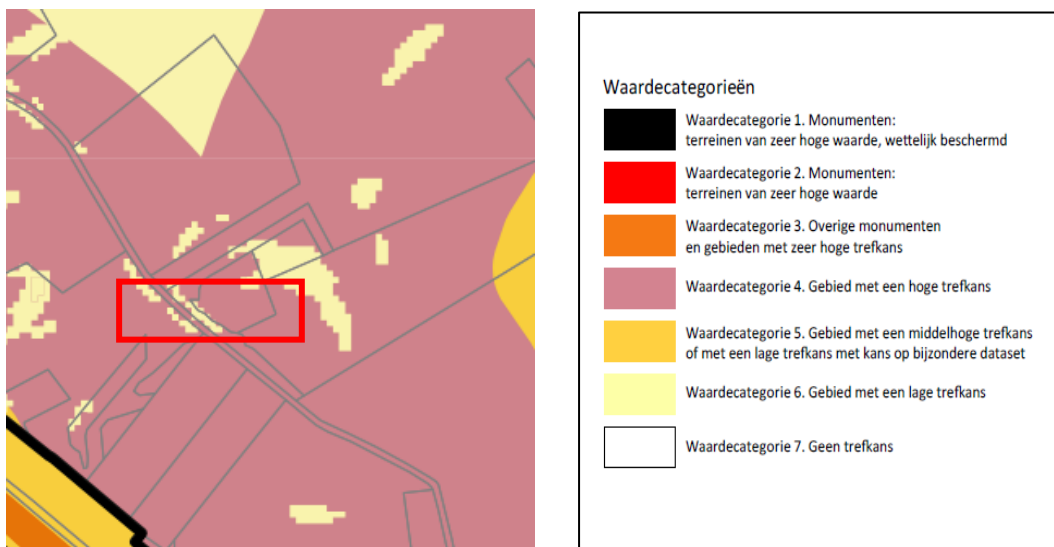 Waardecategorieën
Waardecategorie 1. Monumenten:
terreinen van zeer hoge waarde, wettelijk beschermd
Waardecategorie 2. Monumenten:
terreinen van zeer hoge waarde
Waardecategorie 3. Overige monumenten
en gebieden met zeer hoge trefkans
Waardecategorie 4. Gebied met een hoge trefkans
Waardecategorie 5. Gebied met een middelhoge trefkans
of met een lage trefkans met kans op bijzondere dataset
Waardecategorie 6. Gebied met een lage trefkans
Waardecategorie 7. Geen trefkans